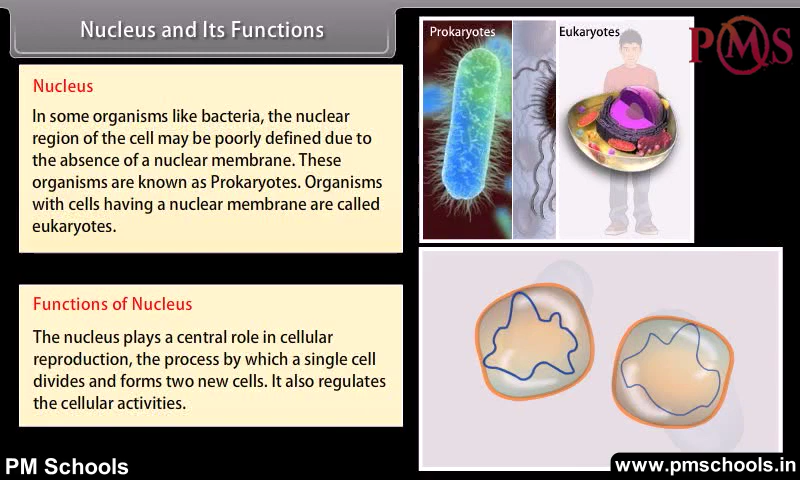 Nucleus and Its Functions
Nucleus
In some organisms like bacteria, the nuclear
region of the cell may be poorly defined due to
the absence of a nuclear membrane. These
organisms are known as Prokaryotes. Organisms
with cells having a nuclear membrane are called
eukaryotes.
Functions of Nucleus
The nucleus plays a central role in cellular
reproduction, the process by which a single cell
divides and forms two new cells. It also regulates
the cellular activities.
Prokaryotes
Eukaryotes
PMS
PM Schools
www.pmschools.in